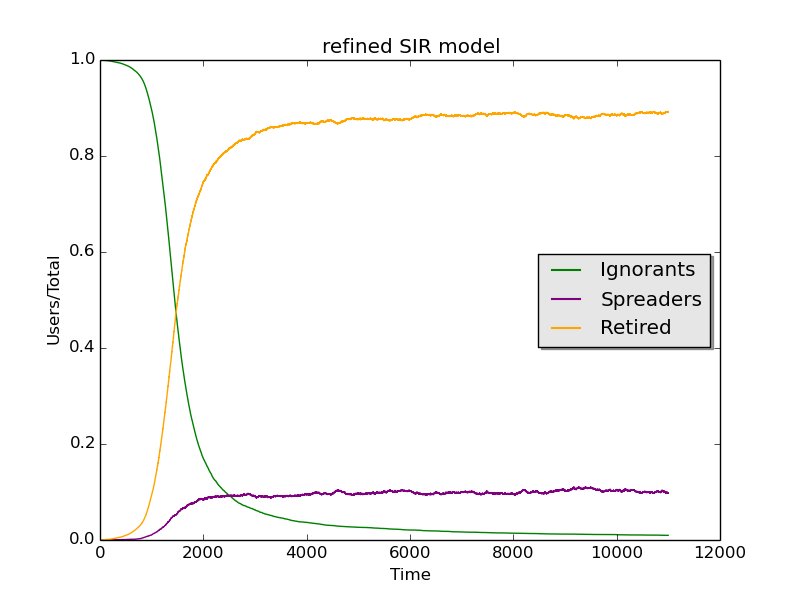 refined SIR model
1.0
0.8
0.6
0.4
0.2
0.0
Users/Total
Ignorants
Spreaders
Retired
0 2000 4000 6000 8000 10000 12000
Time